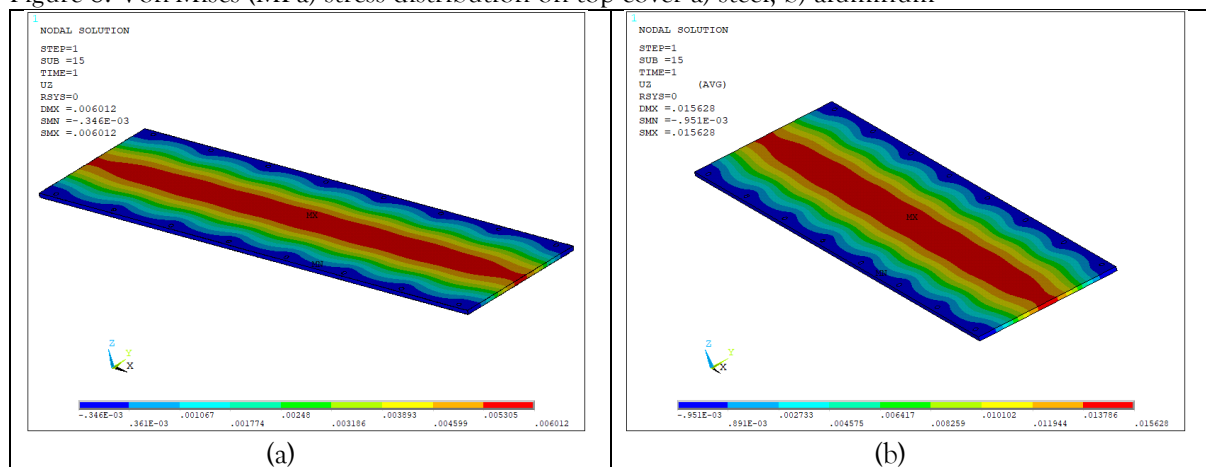 Figure 8. Von Mises (MPa) stress distribution on top cover a) steel, b) aluminum
1
NODAL SOLUTION
STEP=1
SUB =15
TIME=1
UZ
RSYS=0
DMX =.006012
SMN =-.346E-03
SMX =.006012
MX
Z
Y
X
-.346E-03 .001067 .00248 .003893 .005305
.361E-03 .001774 .003186 .004599 .006012
(a)
1
NODAL SOLUTION
STEP=1
SUB =15
TIME=1
UZ (AVG)
RSYS=0
DMX =.015628
SMN =-.951E-03
SMX =.015628
MX
Z
Y
X
-.951E-03 .002733 .006417 .010102 .013786
.891E-03 .004575 .008259 .011944 .015628
(b)